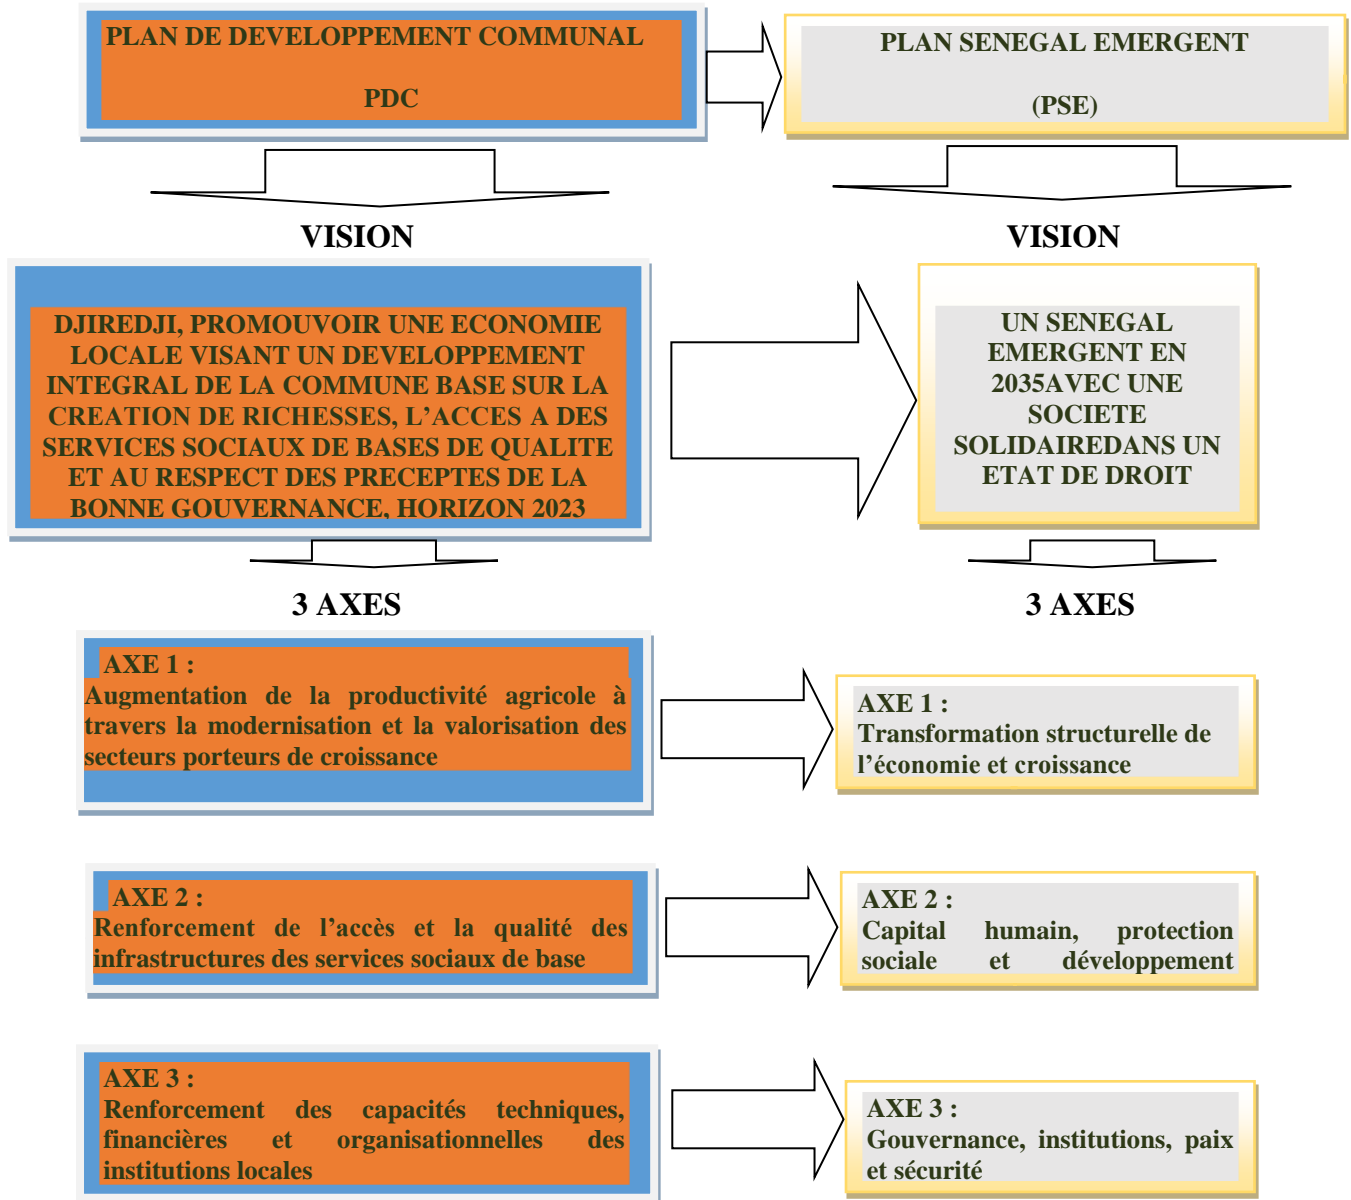 PLAN DE DEVELOPPEMENT COMMUNAL
PDC
PLAN SENEGAL EMERGENT
(PSE)
VISION
VISION
DJIREDJI, PROMOUVOIR UNE ECONOMIE
LOCALE VISANT UN DEVELOPPEMENT
INTEGRAL DE LA COMMUNE BASE SUR LA
CREATION DE RICHESSES, L’ACCES A DES
SERVICES SOCIAUX DE BASES DE QUALITE
ET AU RESPECT DES PRECEPTES DE LA
BONNE GOUVERNANCE, HORIZON 2023
UN SENEGAL
EMERGENT EN
2035AVEC UNE
SOCIETE
SOLIDAIREDANS UN
ETAT DE DROIT
3 AXES
3 AXES
AXE 1 :
Augmentation de la productivité agricole à
travers la modernisation et la valorisation des
secteurs porteurs de croissance
AXE 1 :
Transformation structurelle de
l’économie et croissance
AXE 2 :
Renforcement de l’accès et la qualité des
infrastructures des services sociaux de base
AXE 2 :
Capital humain, protection
sociale et développement
AXE 3 :
Renforcement des capacités techniques,
financières et organisationnelles des
institutions locales
AXE 3 :
Gouvernance, institutions, paix
et sécurité